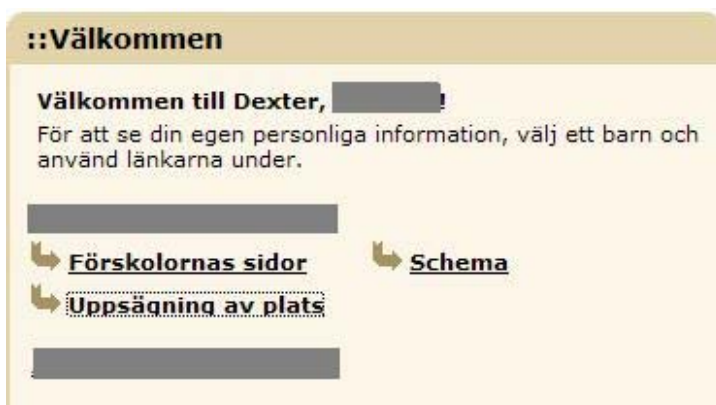 ::Välkommen
Välkommen till Dexter, !
För att se din egen personliga information, välj ett barn och
använd länkarna under.
Förskolornas sidor Schema
Uppsägning av plats